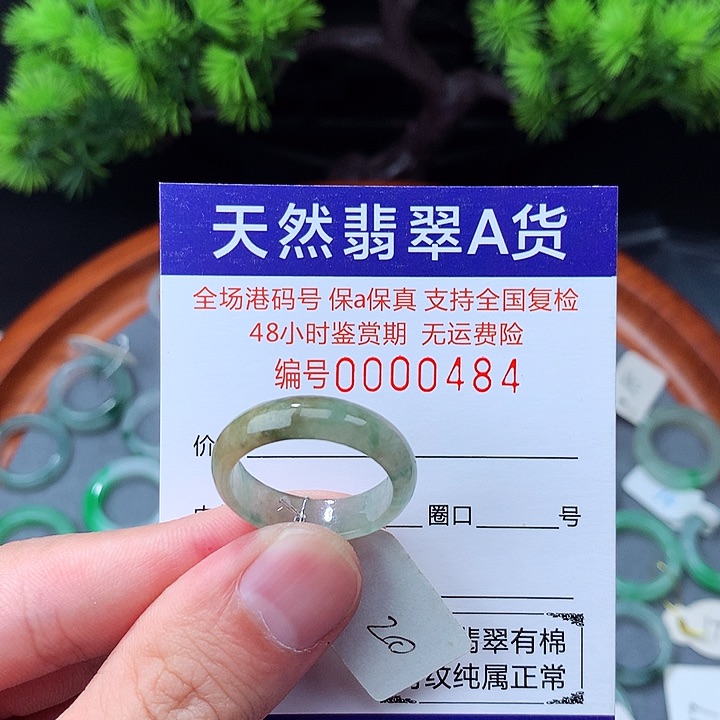 天然翡翠A货
全场港码号 保a保真 支持全国复检
48小时鉴赏期 无运费险
编号0000484
价
圈口 号
翡翠有棉
纹纯属正常
20